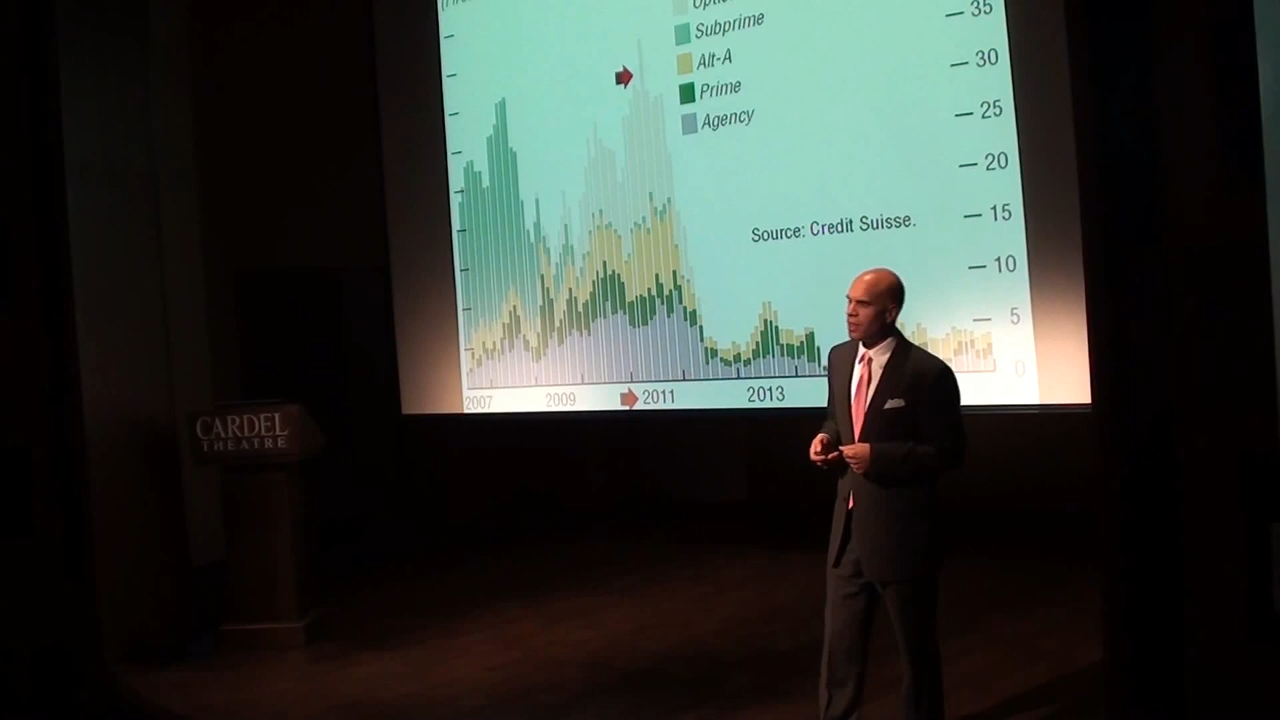 35
Subprime
Alt-A
30
Prime
25
Agency
20
Source: Credit Suisse.
15
10
5
0
2007 2009 2011 2013
CARDEL
THEATRE